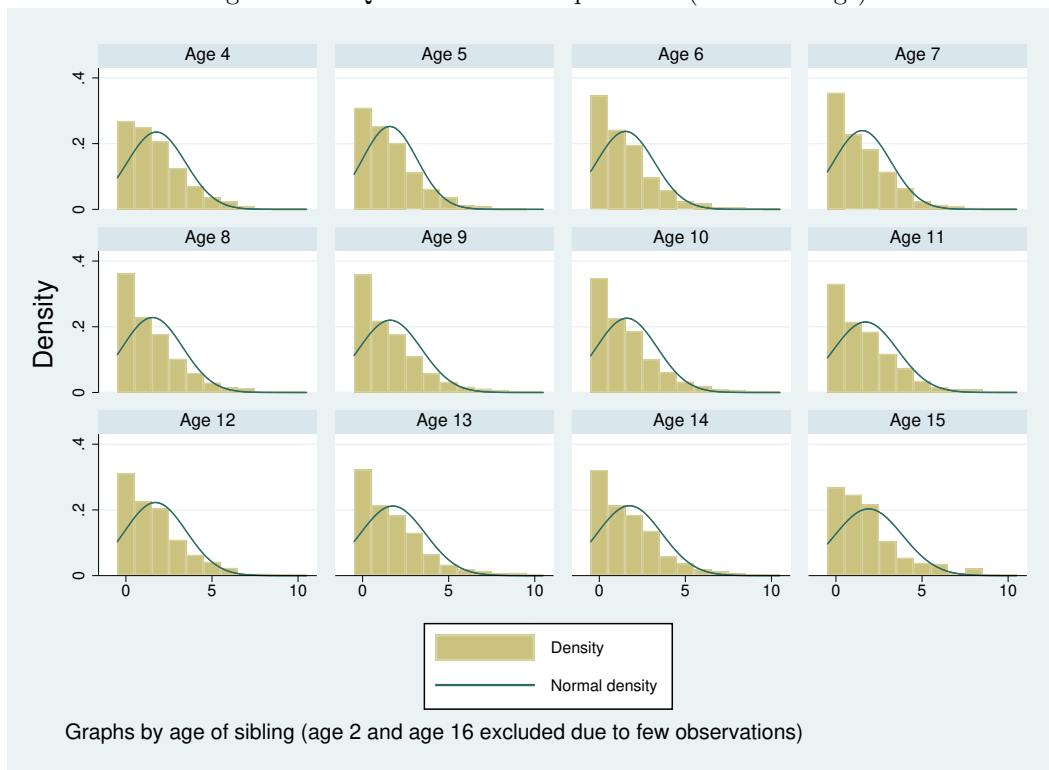 Age 4 Age 5 Age 6 Age 7
.4
.2
0
Age 8 Age 9 Age 10 Age 11
.4
.2
0
Density
Age 12 Age 13 Age 14 Age 15
.4
.2
0
0 5 10 0 5 10 0 5 10 0 5 10
Density
Normal density
Graphs by age of sibling (age 2 and age 16 excluded due to few observations)